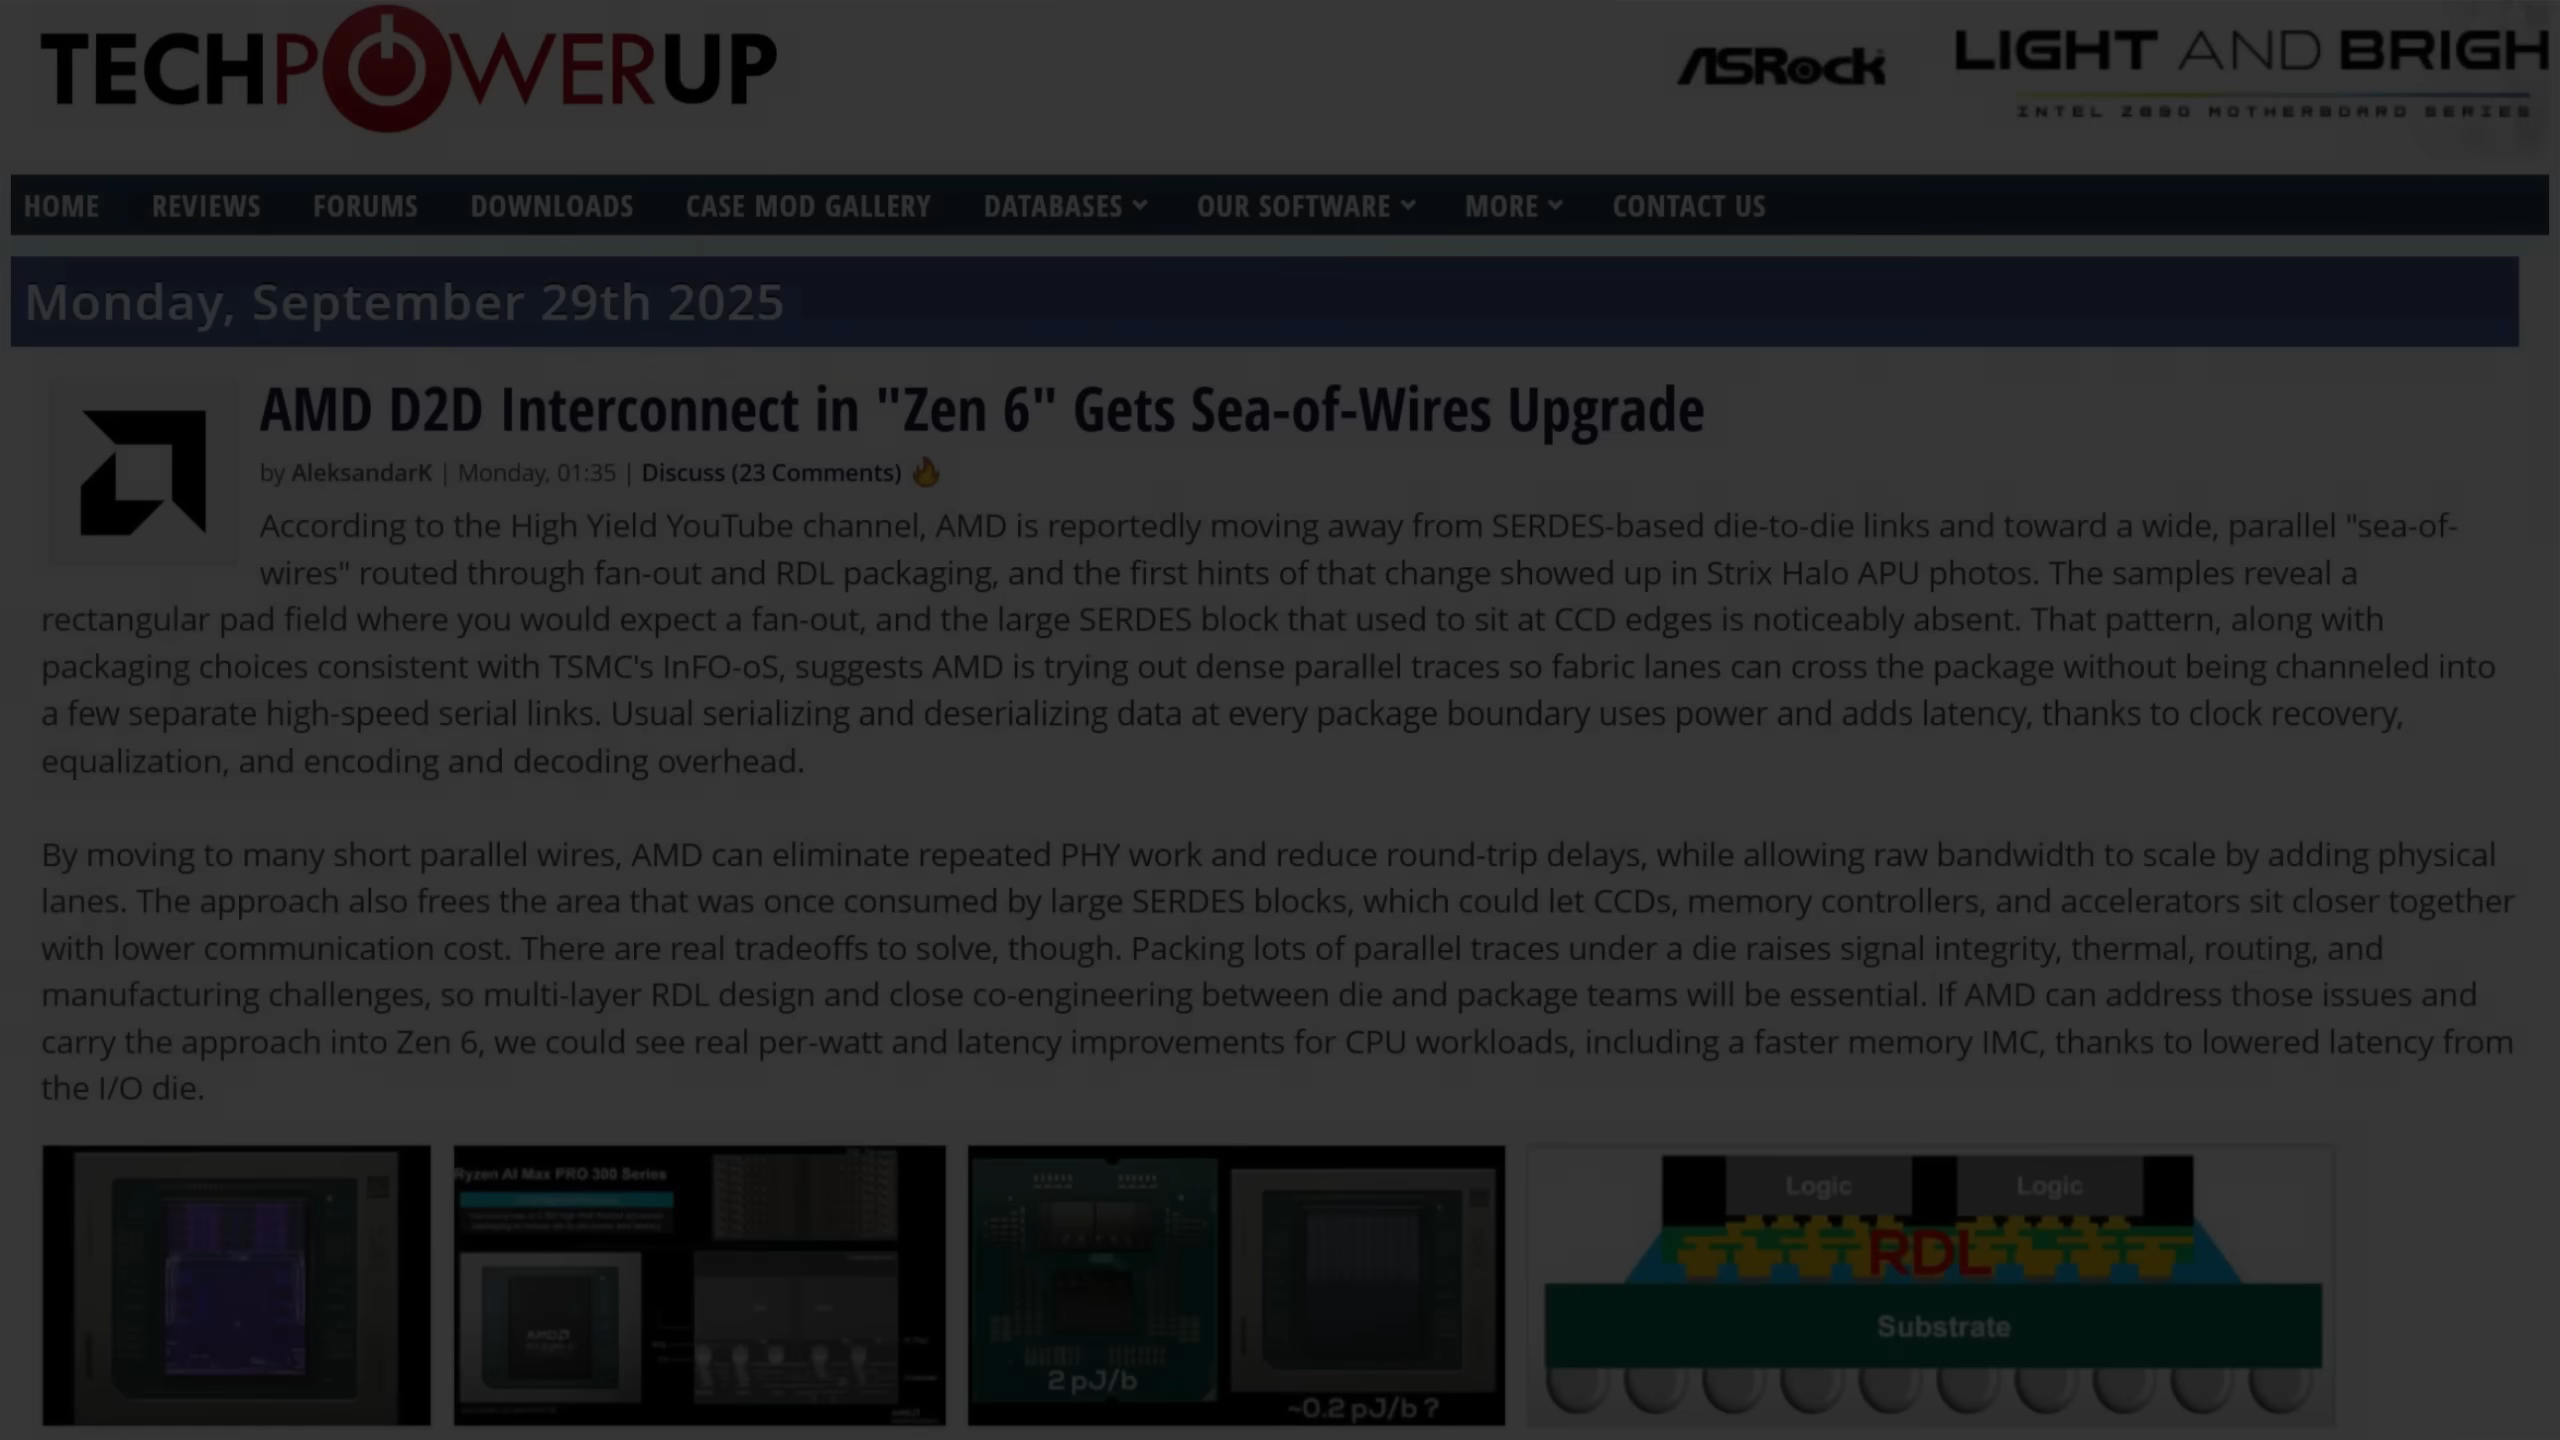 TECHPOWERUP
ASRock
LIGHT AND BRIGH
INTEL Z890 MOTHERBOARD SERIES
HOME REVIEWS FORUMS DOWNLOADS CASE MOD GALLERY DATABASES OUR SOFTWARE MORE CONTACT US
Monday, September 29th 2025
AMD D2D Interconnect in "Zen 6" Gets Sea-of-Wires Upgrade
by AleksandarK | Monday, 01:35 | Discuss (23 Comments)
According to the High Yield YouTube channel, AMD is reportedly moving away from SERDES-based die-to-die links and toward a wide, parallel "sea-of-
wires" routed through fan-out and RDL packaging, and the first hints of that change showed up in Strix Halo APU photos. The samples reveal a
rectangular pad field where you would expect a fan-out, and the large SERDES block that used to sit at CCD edges is noticeably absent. That pattern, along with
packaging choices consistent with TSMC's InFO-oS, suggests AMD is trying out dense parallel traces so fabric lanes can cross the package without being channeled into
a few separate high-speed serial links. Usual serializing and deserializing data at every package boundary uses power and adds latency, thanks to clock recovery,
equalization, and encoding and decoding overhead.
By moving to many short parallel wires, AMD can eliminate repeated PHY work and reduce round-trip delays, while allowing raw bandwidth to scale by adding physical
lanes. The approach also frees the area that was once consumed by large SERDES blocks, which could let CCDs, memory controllers, and accelerators sit closer together
with lower communication cost. There are real tradeoffs to solve, though. Packing lots of parallel traces under a die raises signal integrity, thermal, routing, and
manufacturing challenges, so multi-layer RDL design and close co-engineering between die and package teams will be essential. If AMD can address those issues and
carry the approach into Zen 6, we could see real per-watt and latency improvements for CPU workloads, including a faster memory IMC, thanks to lowered latency from
the I/O die.
Ryzen AI Max PRO 300 Series
AMD
2 pJ/b
~0.2 pJ/b ?
Logic Logic
RDL
Substrate